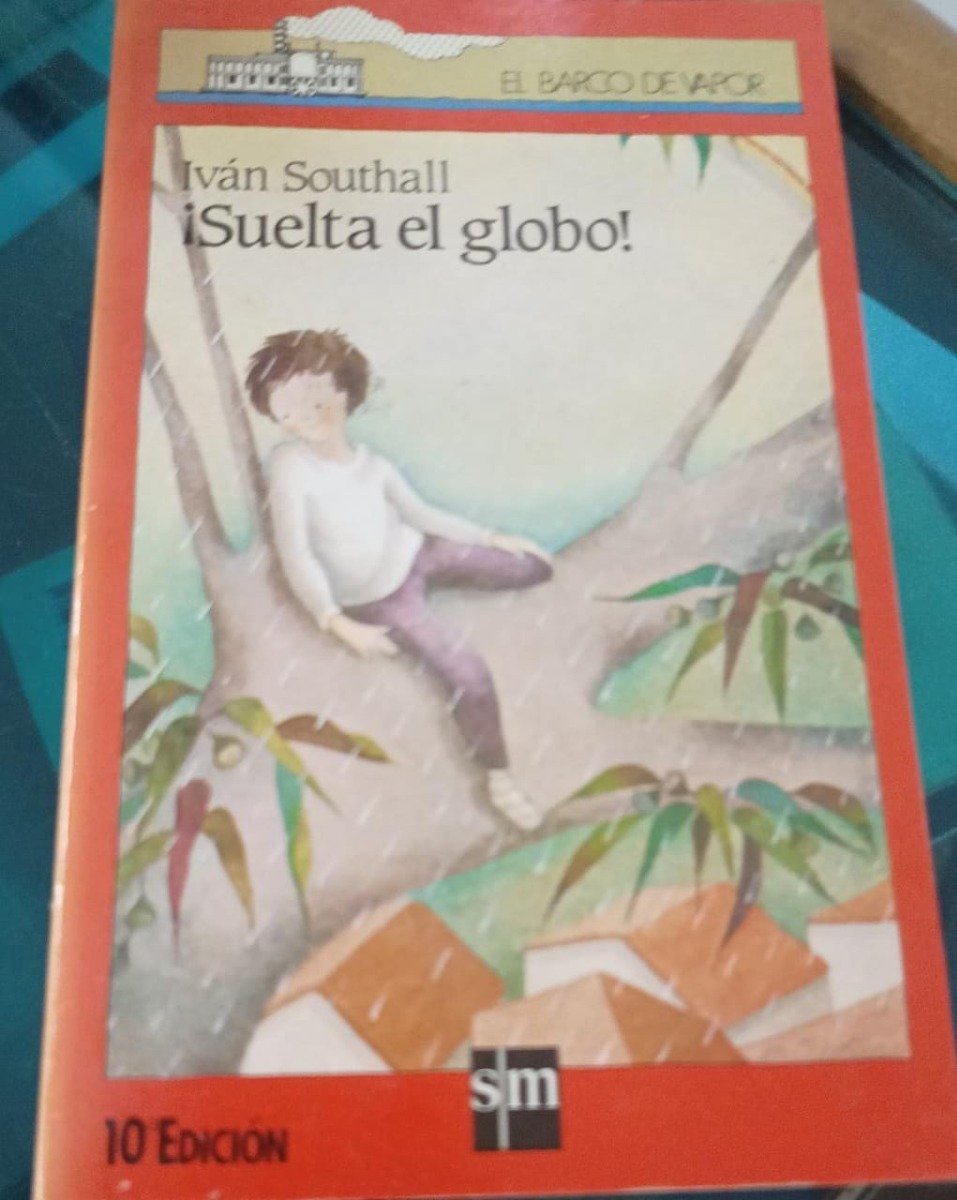 EL BARCO DE VAPOR
Iván Southall
¡Suelta el globo!
sm
10 EDICIÓN